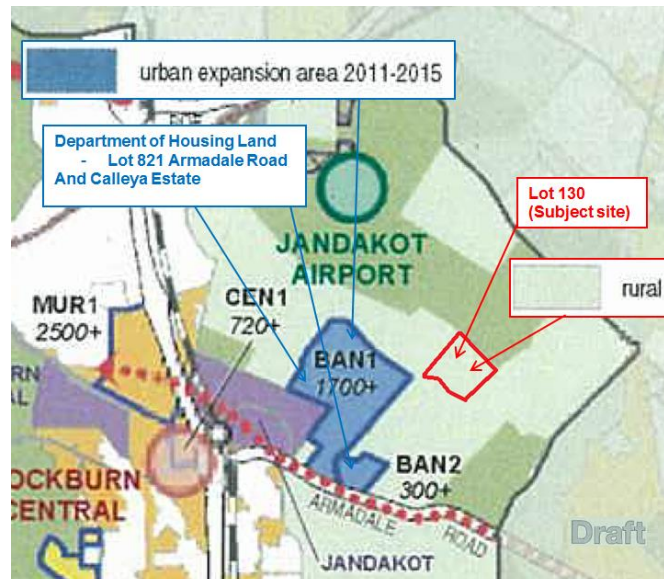 urban expansion area 2011-2015
Department of Housing Land
- Lot 821 Armadale Road
And Calleya Estate
Lot 130
(Subject site)
JANDAKOT
AIRPORT
rural
MUR1
2500+
CEN1
720+
BAN1
1700+
BAN2
300+
OCKBURN
CENTRAL
ARMADALE ROAD
JANDAKOT
Draft